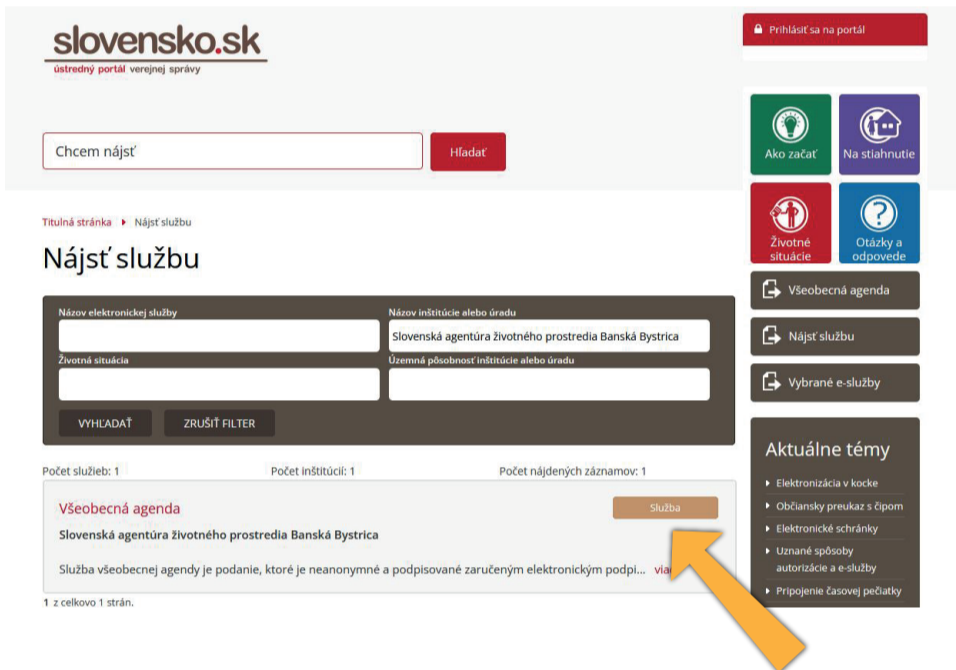 slovensko.sk
ústredný portál verejnej správy
Prihlásiť sa na portál
Chcem nájsť
Hľadať
Ako začať
Na stiahnutie
Životné
situácie
Otázky a
odpovede
Titulná stránka
Nájsť službu
Nájsť službu
Názov elektronickej služby
Názov inštitúcie alebo úradu
Slovenská agentúra životného prostredia Banská Bystrica
Životná situácia
Územná pôsobnosť inštitúcie alebo úradu
VYHĽADAŤ
ZRUŠIŤ FILTER
Všeobecná agenda
Nájsť službu
Vybrané e-služby
Počet služieb: 1
Počet inštitúcií: 1
Počet nájdených záznamov: 1
Všeobecná agenda
Služba
Slovenská agentúra životného prostredia Banská Bystrica
Služba všeobecnej agendy je podanie, ktoré je neanonymné a podpisované zaručeným elektronickým podpi...
1 z celkovo 1 strán.
Aktuálne témy
Elektronizácia v kocke
Občiansky preukaz s čipom
Elektronické schránky
Uznané spôsoby
autorizácie a e-služby
Pripojenie časovej pečiatky